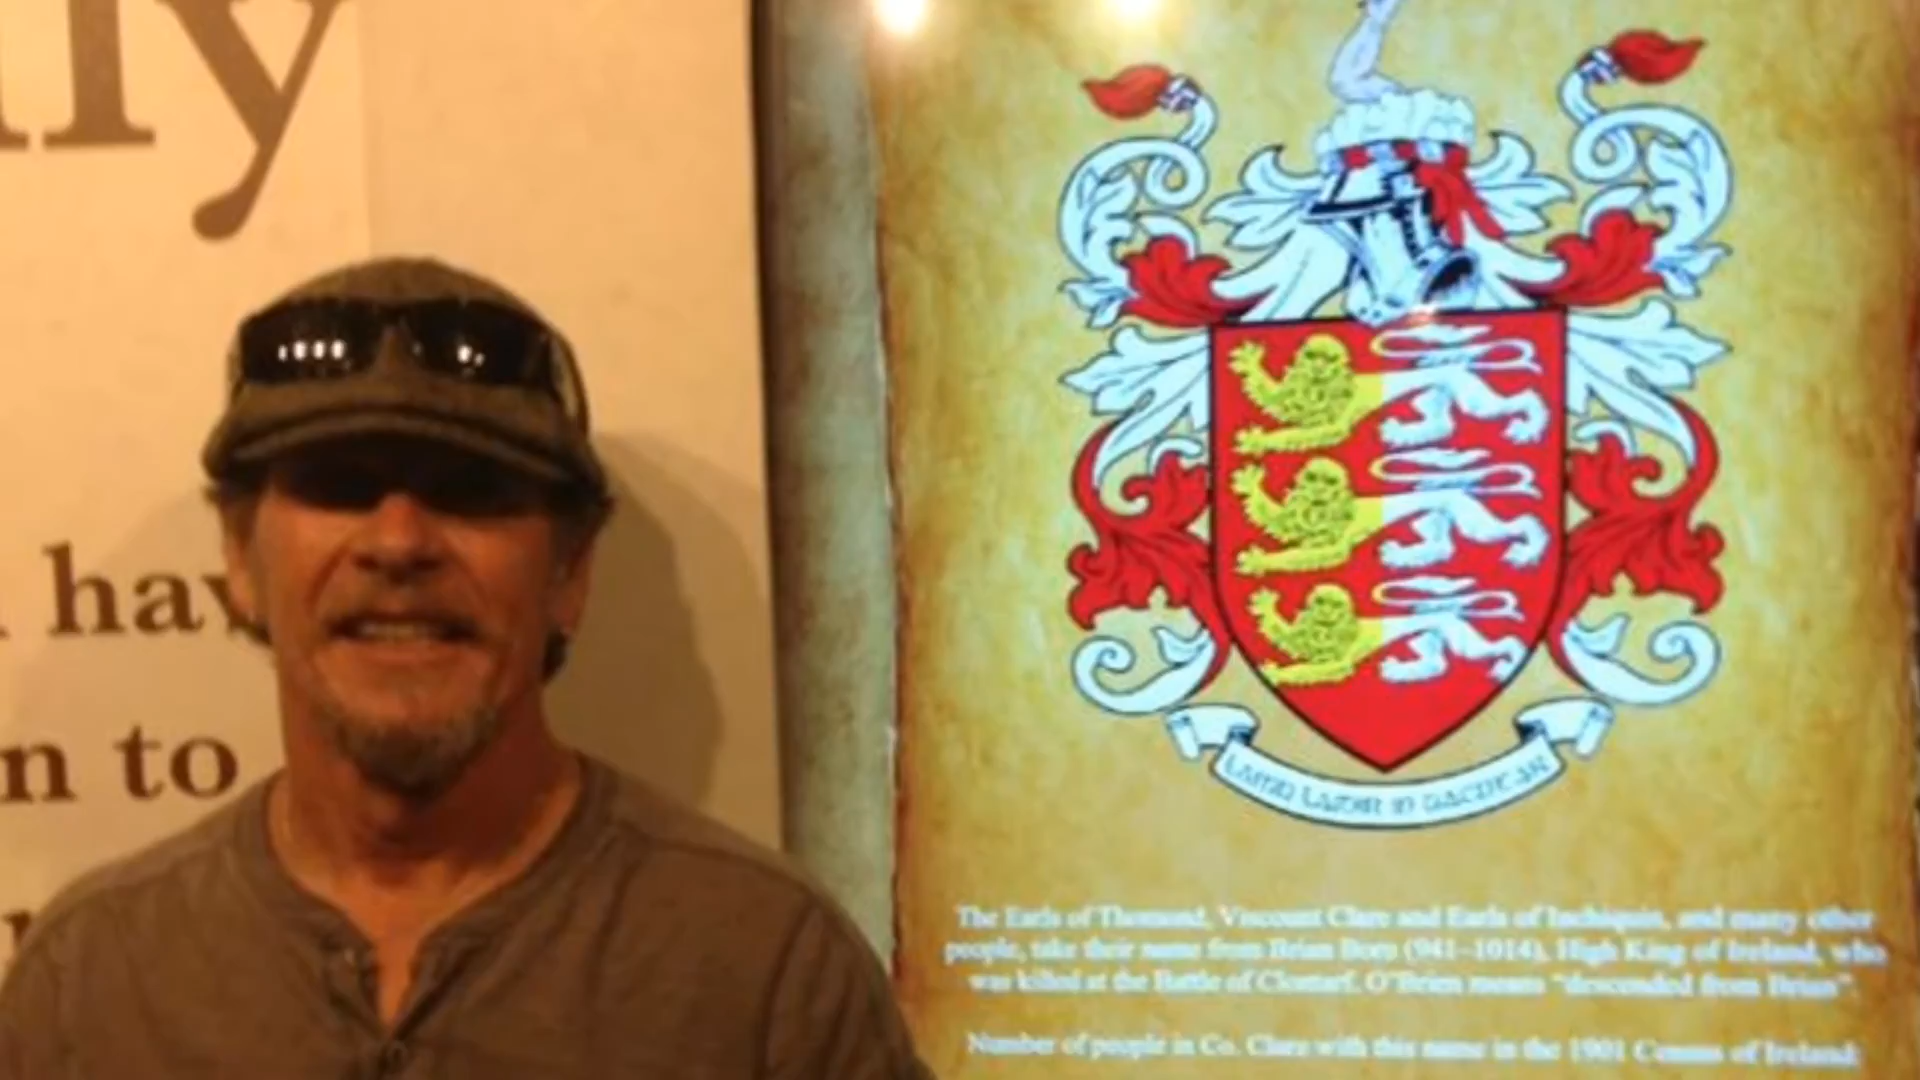 lly
hav
n to
The Earls of Thomond, Viscount Clare and Earls of Inchiquin, and many other
people, take their name from Brian Boru (941–1014), High King of Ireland, who
was killed at the Battle of Clontarf. O'Brien means "descended from Brian".
Number of people in Co. Clare with this name in the 1901 Census of Ireland: